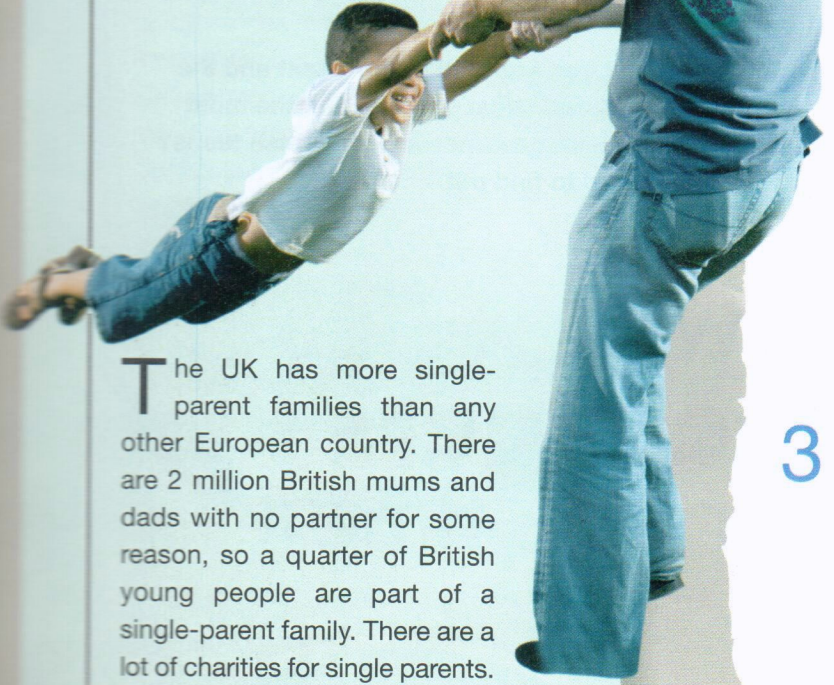 The UK has more single-
parent families than any
other European country. There
are 2 million British mums and
dads with no partner for some
reason, so a quarter of British
young people are part of a
single-parent family. There are a
lot of charities for single parents.
3